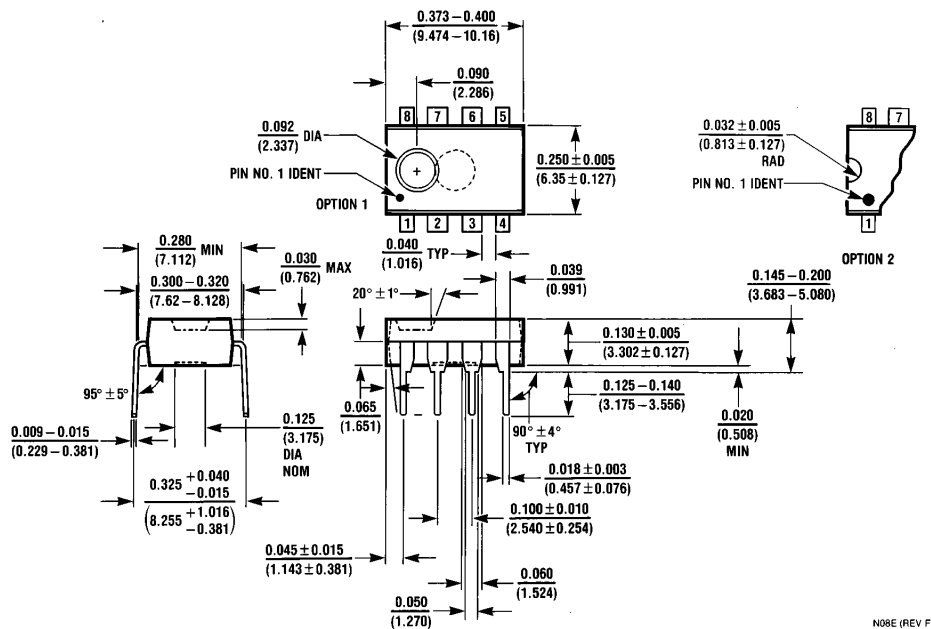 0.373–0.400
(9.474–10.16)
0.090
(2.286)
8 7 6 5
0.092 DIA
(2.337)
+
PIN NO. 1 IDENT
OPTION 1
1 2 3 4
0.250 ± 0.005
(6.35 ± 0.127)
8 7
0.032 ± 0.005
(0.813 ± 0.127)
RAD
PIN NO. 1 IDENT
1
OPTION 2
0.280 MIN
(7.112)
0.030 MAX
(0.762)
0.300–0.320
(7.62–8.128)
0.040 TYP
(1.016)
0.039
(0.991)
20° ± 1°
0.145–0.200
(3.683–5.080)
0.130 ± 0.005
(3.302 ± 0.127)
95° ± 5°
0.065
(1.651)
0.125–0.140
(3.175–3.556)
90° ± 4°
TYP
0.020
(0.508)
MIN
0.009–0.015
(0.229–0.381)
0.125
(3.175)
DIA
NOM
0.018 ± 0.003
(0.457 ± 0.076)
0.325 +0.040
−0.015
(8.255 +1.016
−0.381)
0.100 ± 0.010
(2.540 ± 0.254)
0.045 ± 0.015
(1.143 ± 0.381)
0.060
(1.524)
0.050
(1.270)
N08E (REV F